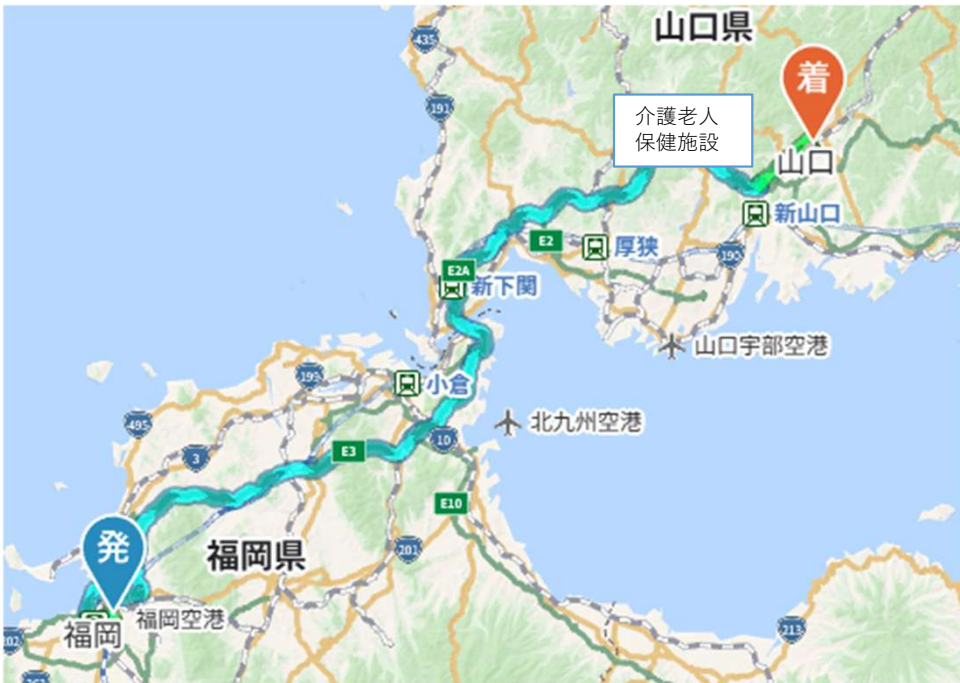 山口県
435
着
191
介護老人
保健施設
山口
新山口
E2
厚狭
190
E2A
新下関
山口宇部空港
199
小倉
495
北九州空港
10
3
E3
E10
発
福岡県
201
福岡空港
福岡
202
213